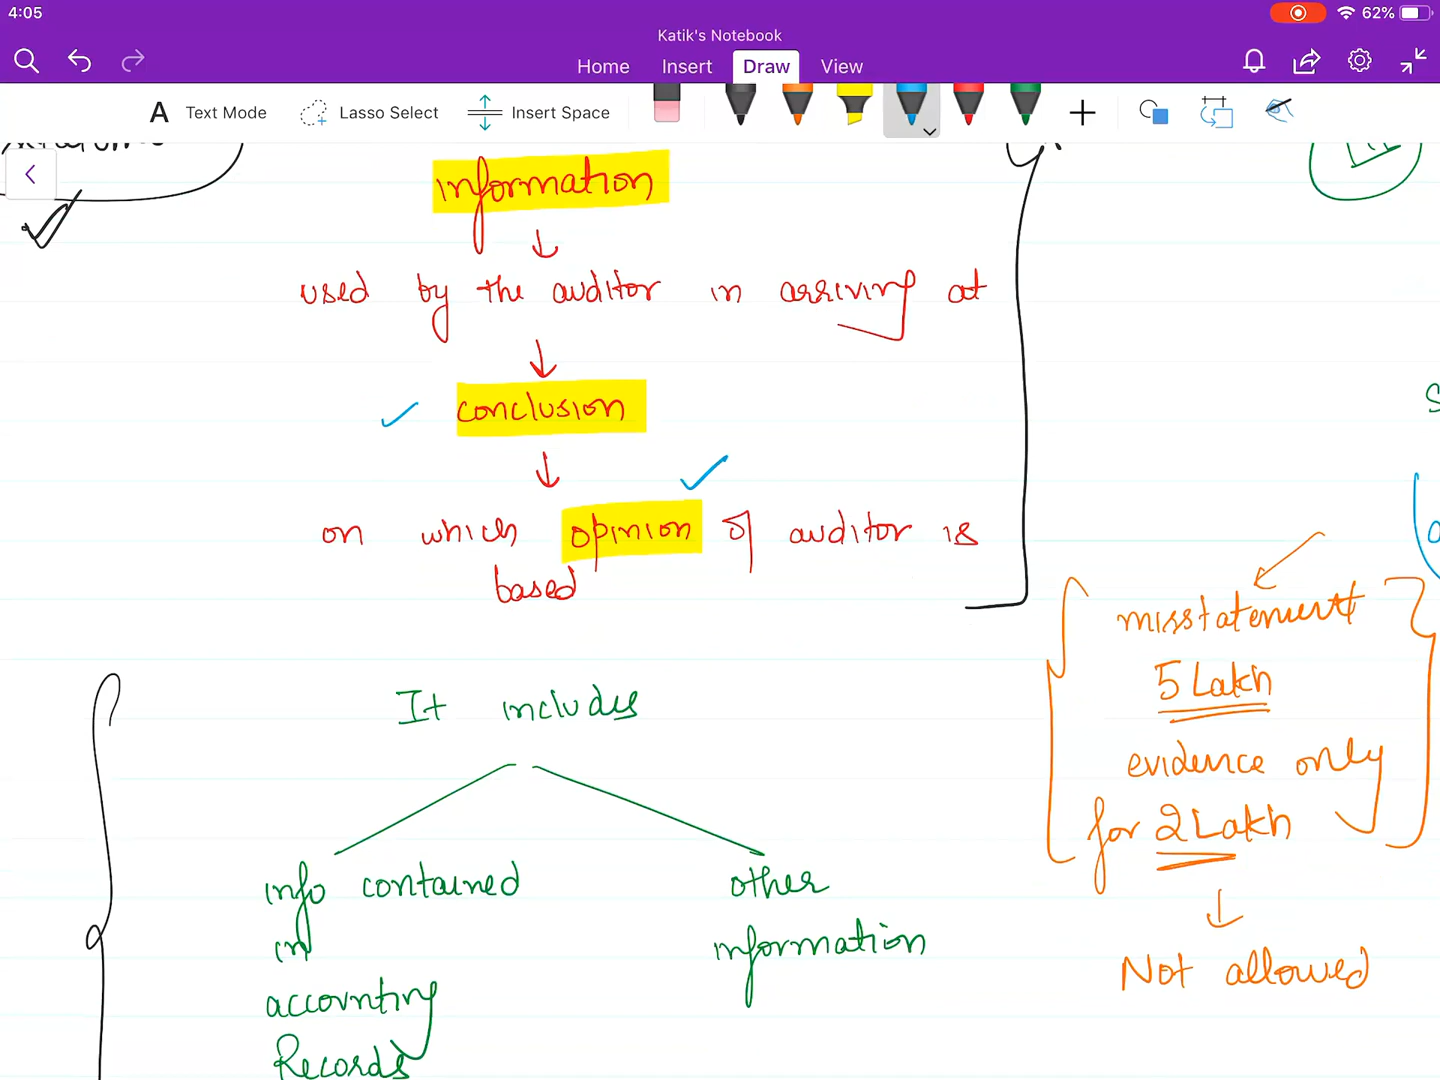 4:05
62%
Katik's Notebook
Home Insert Draw View
A Text Mode Lasso Select Insert Space
information
used by the auditor in arriving at
conclusion
on which opinion of auditor is
based
misstatement
5 Lakh
evidence only
for 2 Lakh
Not allowed
It includes
info contained
in
accounting
Records
other
information